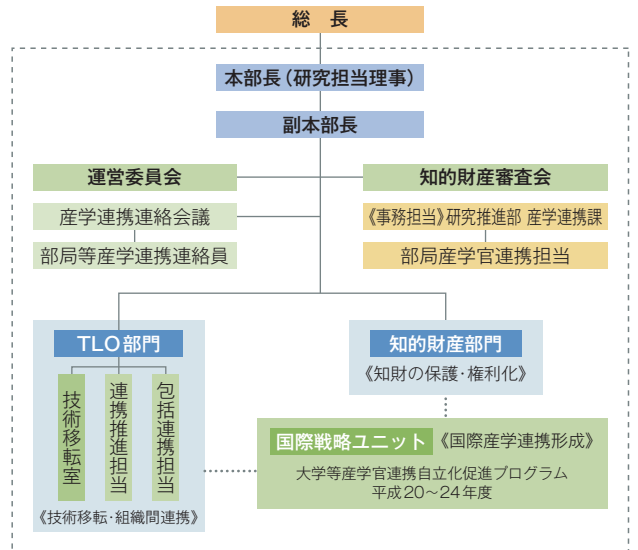 総　長
本部長（研究担当理事）
副本部長
運営委員会
知的財産審査会
産学連携連絡会議
《事務担当》研究推進部 産学連携課
部局等産学連携連絡員
部局産学官連携担当
TLO部門
技術移転室
連携推進担当
包括連携担当
《技術移転・組織間連携》
知的財産部門
《知財の保護・権利化》
国際戦略ユニット《国際産学連携形成》
大学等産学官連携自立化促進プログラム
平成20～24年度